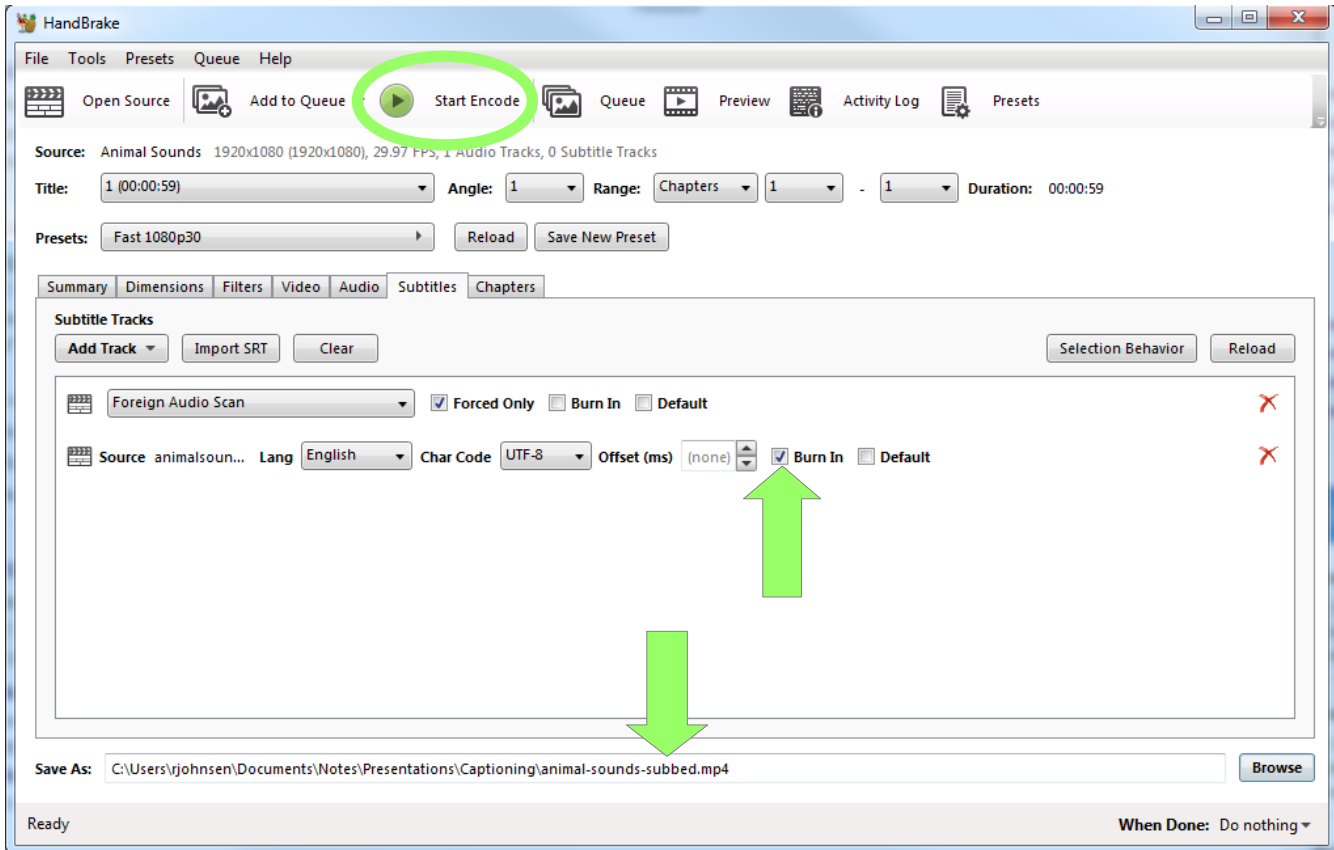 HandBrake
File Tools Presets Queue Help
Open Source Add to Queue Start Encode Queue Preview Activity Log Presets
Source: Animal Sounds 1920x1080 (1920x1080), 29.97 FPS, 1 Audio Tracks, 0 Subtitle Tracks
Title: 1 (00:00:59) Angle: 1 Range: Chapters 1 - 1 Duration: 00:00:59
Presets: Fast 1080p30 Reload Save New Preset
Summary Dimensions Filters Video Audio Subtitles Chapters
Subtitle Tracks
Add Track Import SRT Clear Selection Behavior Reload
Foreign Audio Scan Forced Only Burn In Default
Source animalsoun... Lang English Char Code UTF-8 Offset (ms) (none) Burn In Default
Save As: C:\Users\rjohnsen\Documents\Notes\Presentations\Captioning\animal-sounds-subbed.mp4 Browse
Ready When Done: Do nothing